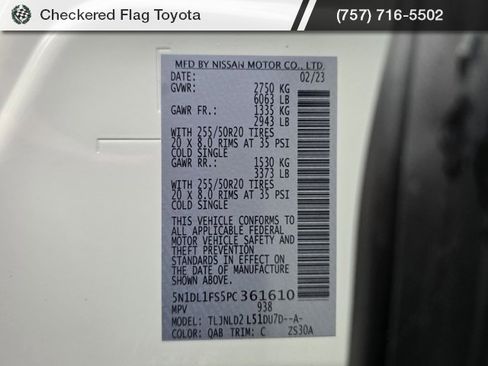 Checkered Flag Toyota
(757) 716-5502
MFD BY NISSAN MOTOR CO., LTD.
DATE: 02/23
GVWR: 2750 KG
6063 LB
GAWR FR.: 1335 KG
2943 LB
WITH 255/50R20 TIRES
20 X 8.0 RIMS AT 35 PSI
COLD SINGLE
GAWR RR.: 1530 KG
3373 LB
WITH 255/50R20 TIRES
20 X 8.0 RIMS AT 35 PSI
COLD SINGLE
THIS VEHICLE CONFORMS TO
ALL APPLICABLE FEDERAL
MOTOR VEHICLE SAFETY AND
THEFT PREVENTION
STANDARDS IN EFFECT ON
THE DATE OF MANUFACTURE
SHOWN ABOVE.
5N1DL1FS5PC361610
MPV 938
MODEL: TLJNLD2 L51DU7D--A-
COLOR: QAB TRIM: C ZS30A